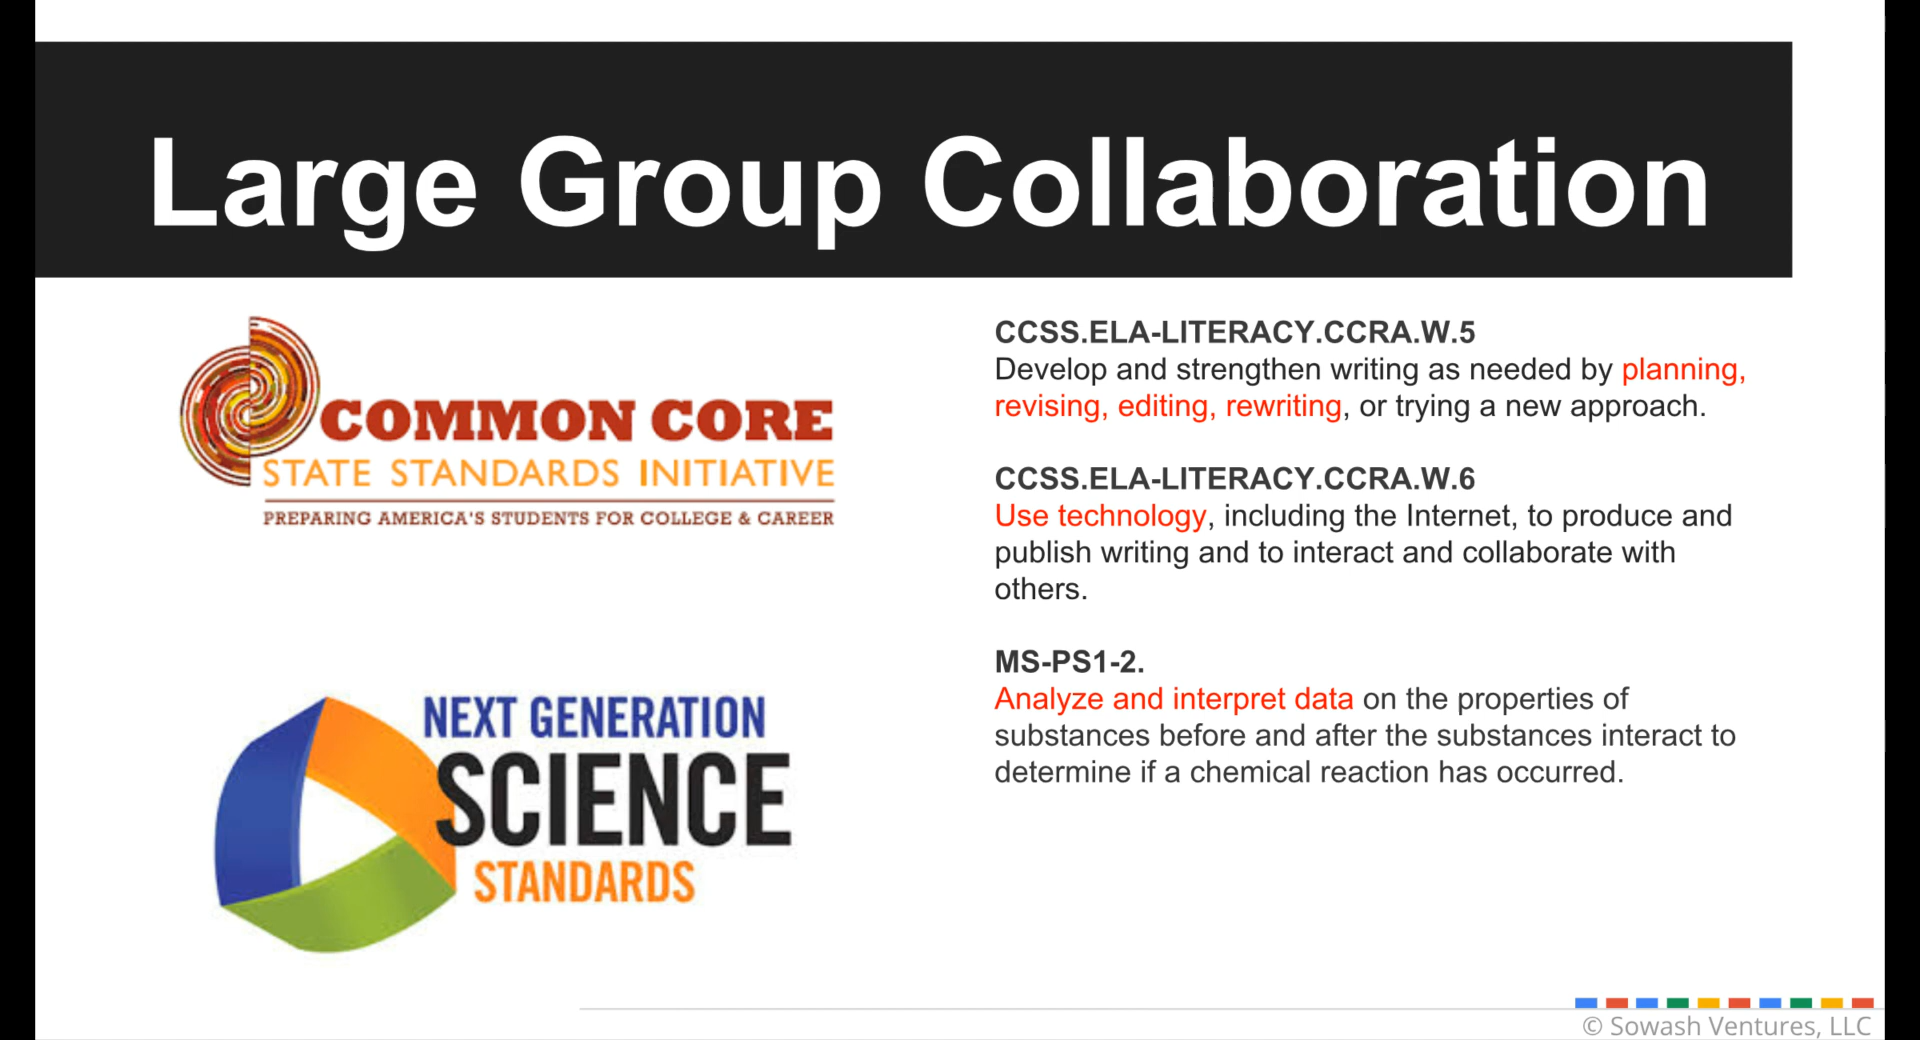 Large Group Collaboration
COMMON CORE
STATE STANDARDS INITIATIVE
PREPARING AMERICA'S STUDENTS FOR COLLEGE & CAREER
NEXT GENERATION
SCIENCE
STANDARDS
CCSS.ELA-LITERACY.CCRA.W.5
Develop and strengthen writing as needed by planning,
revising, editing, rewriting, or trying a new approach.
CCSS.ELA-LITERACY.CCRA.W.6
Use technology, including the Internet, to produce and
publish writing and to interact and collaborate with
others.
MS-PS1-2.
Analyze and interpret data on the properties of
substances before and after the substances interact to
determine if a chemical reaction has occurred.
© Sowash Ventures, LLC